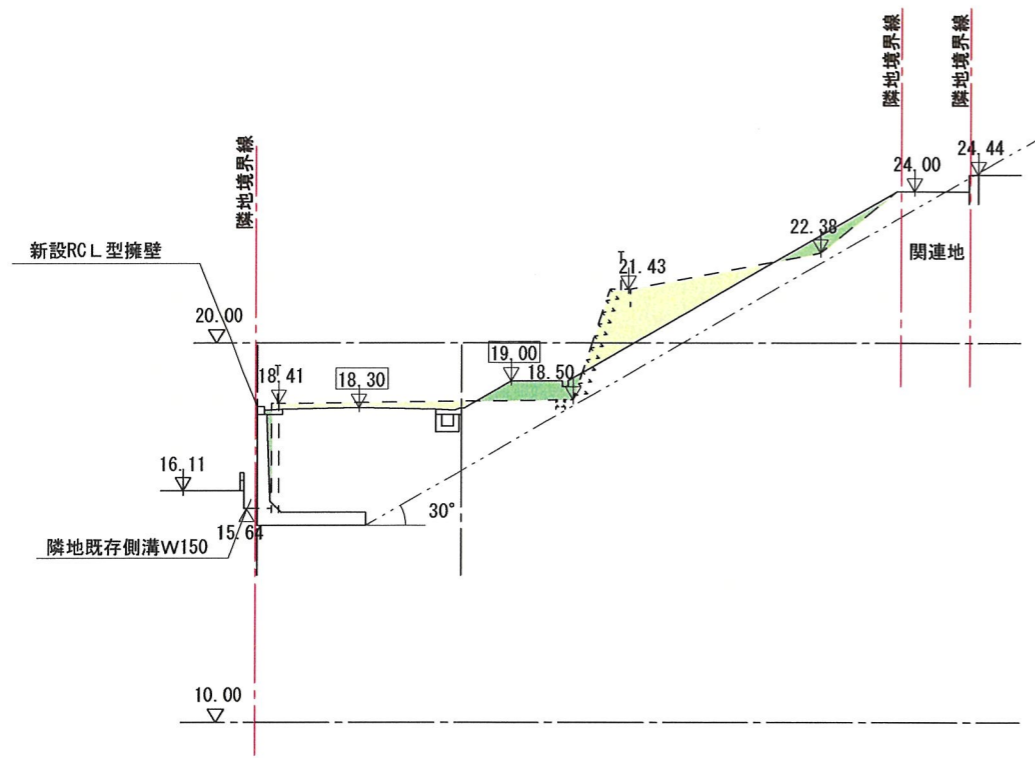 隣地境界線
隣地境界線
隣地境界線
24.44
24.00
22.38
関連地
新設RCL型擁壁
T
21.43
20.00
19.00
T
18.41
18.30
18.50
16.11
30°
15.64
隣地既存側溝W150
10.00